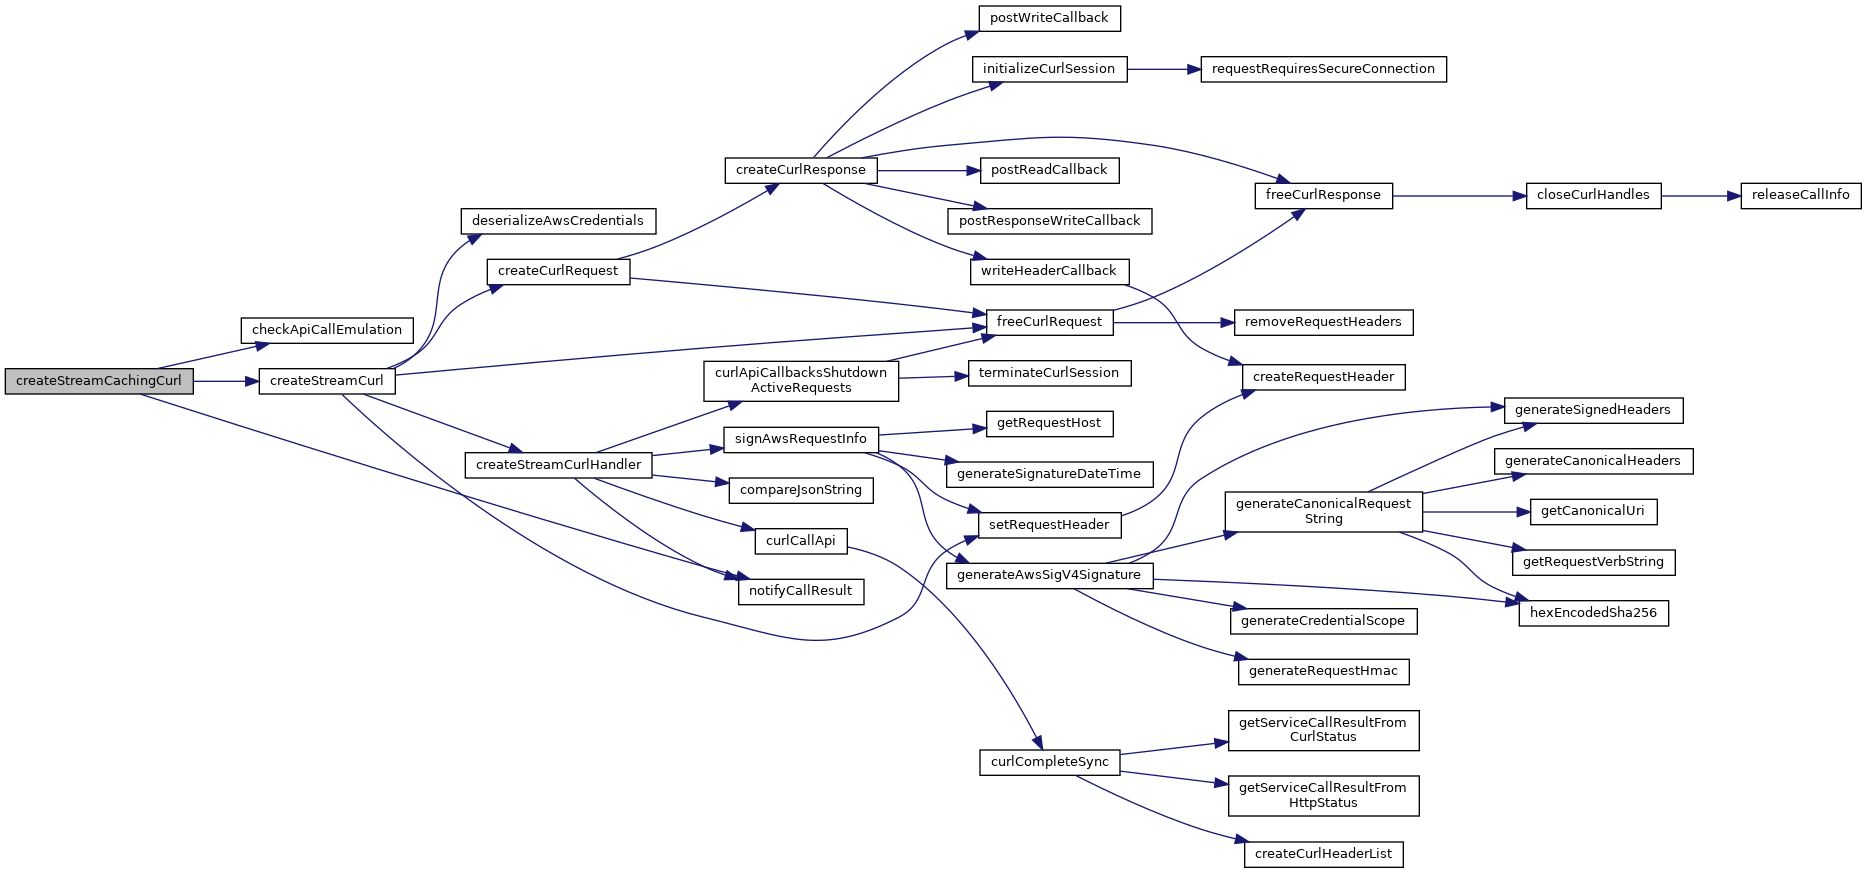 postWriteCallback
initializeCurlSession
requestRequiresSecureConnection
createCurlResponse
postReadCallback
freeCurlResponse
closeCurlHandles
releaseCallInfo
deserializeAwsCredentials
postResponseWriteCallback
createCurlRequest
writeHeaderCallback
checkApiCallEmulation
freeCurlRequest
removeRequestHeaders
createStreamCachingCurl
createStreamCurl
curlApiCallbacksShutdown
ActiveRequests
terminateCurlSession
createRequestHeader
generateSignedHeaders
signAwsRequestInfo
getRequestHost
createStreamCurlHandler
generateSignatureDateTime
generateCanonicalHeaders
compareJsonString
generateCanonicalRequest
String
getCanonicalUri
setRequestHeader
curlCallApi
getRequestVerbString
generateAwsSigV4Signature
notifyCallResult
hexEncodedSha256
generateCredentialScope
generateRequestHmac
getServiceCallResultFrom
CurlStatus
curlCompleteSync
getServiceCallResultFrom
HttpStatus
createCurlHeaderList